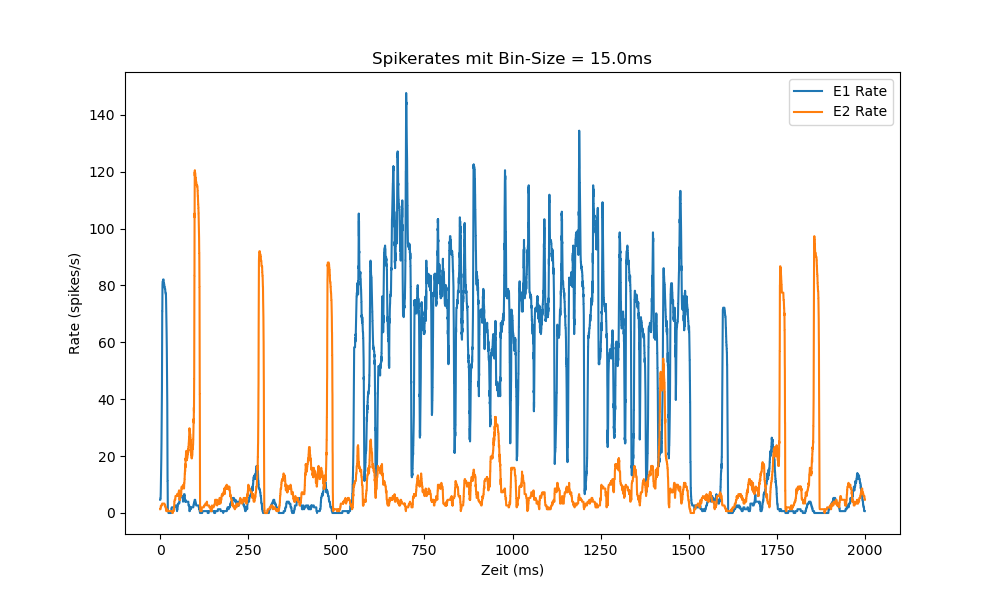 Spikerates mit Bin-Size = 15.0ms
E1 Rate
E2 Rate
140
120
100
80
60
40
20
0
Rate (spikes/s)
0 250 500 750 1000 1250 1500 1750 2000
Zeit (ms)